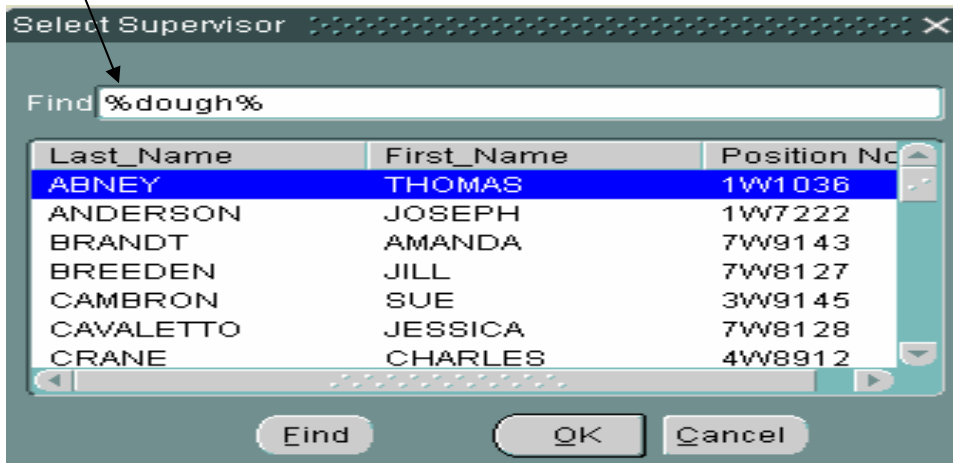 Select Supervisor
Find %dough%
Last_Name First_Name Position No
ABNEY THOMAS 1W1036
ANDERSON JOSEPH 1W7222
BRANDT AMANDA 7W9143
BREEDEN JILL 7W8127
CAMBRON SUE 3W9145
CAVALETTO JESSICA 7W8128
CRANE CHARLES 4W8912
Find OK Cancel